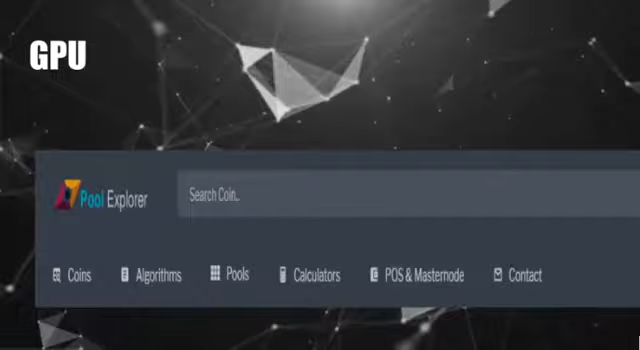 GPU
Pool Explorer
Search Coin..
Coins Algorithms Pools Calculators POS & Masternode Contact